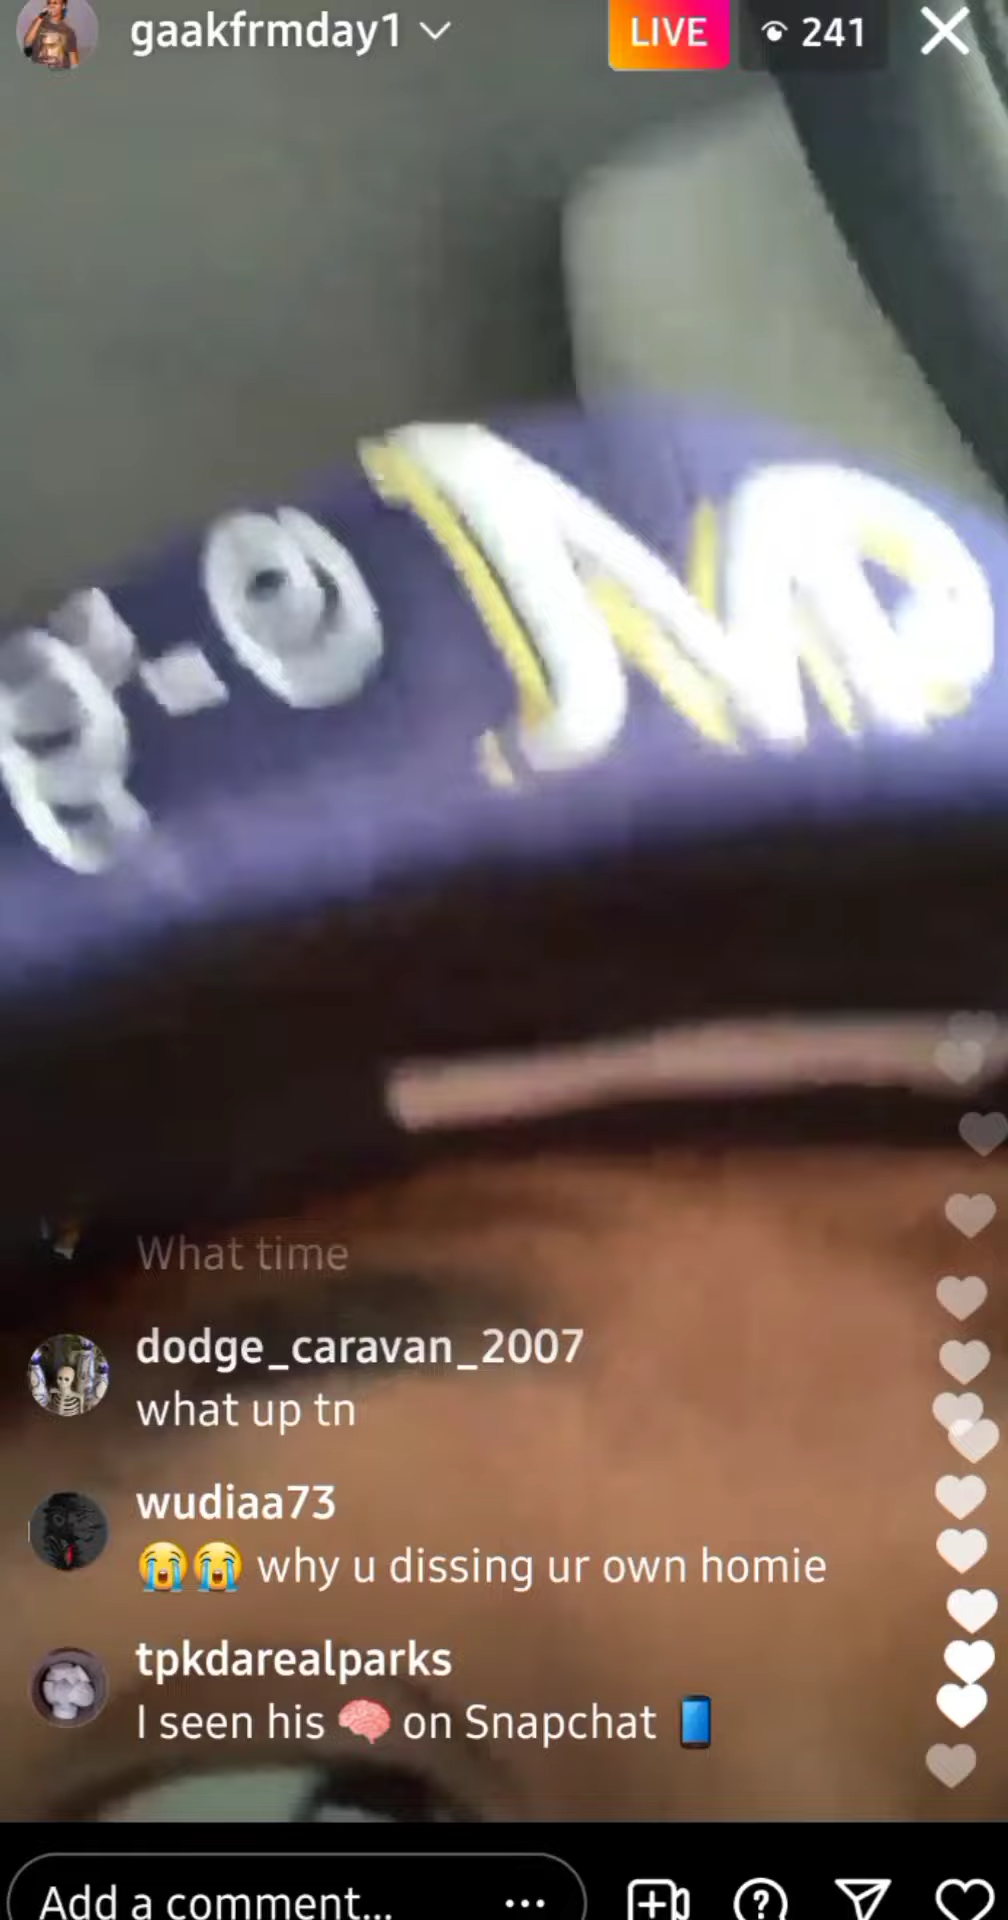 gaakfrmday1
LIVE
241
What time
dodge_caravan_2007
what up tn
wudiaa73
😭😭 why u dissing ur own homie
tpkdarealparks
I seen his 🧠 on Snapchat 📱
Add a comment...